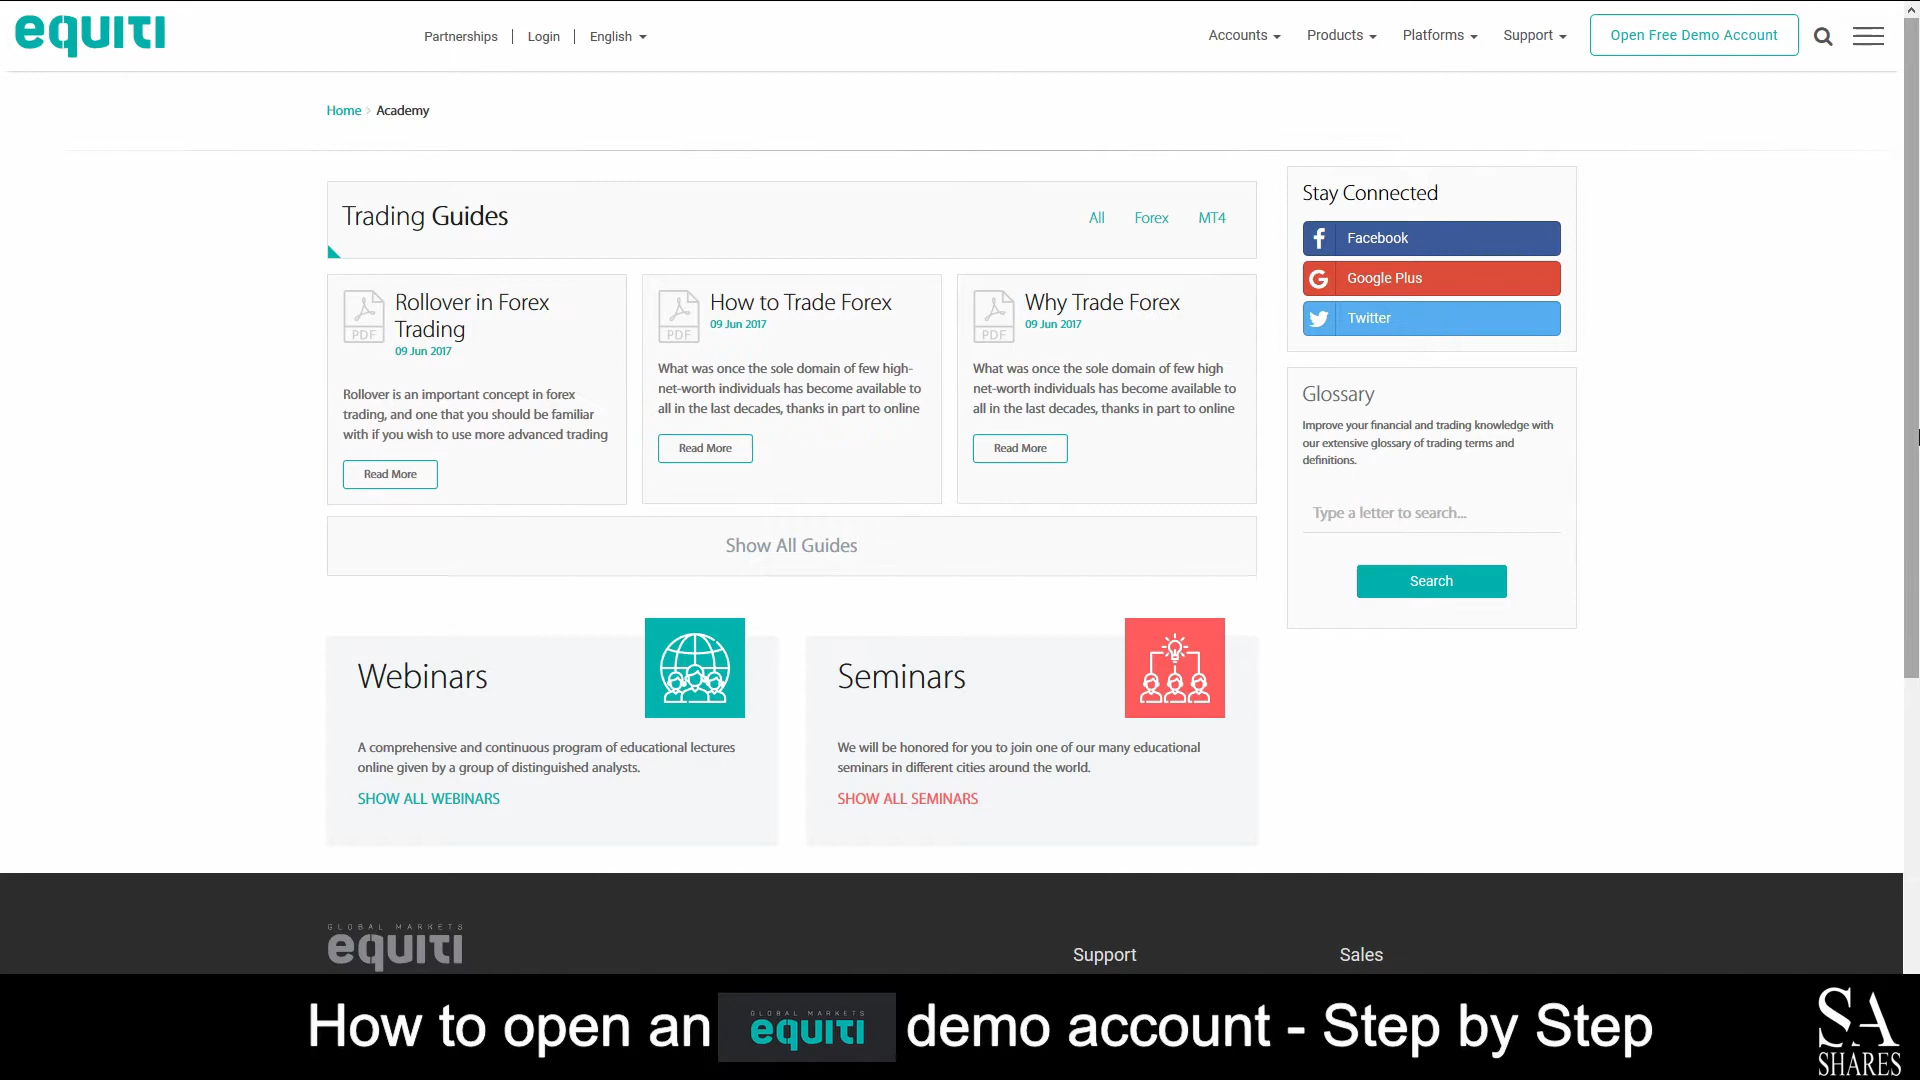 equiti
Partnerships | Login | English
Accounts Products Platforms Support Open Free Demo Account
Home > Academy
Trading Guides
All Forex MT4
PDF
Rollover in Forex
Trading
09 Jun 2017
Rollover is an important concept in forex
trading, and one that you should be familiar
with if you wish to use more advanced trading
Read More
PDF
How to Trade Forex
09 Jun 2017
What was once the sole domain of few high-
net-worth individuals has become available to
all in the last decades, thanks in part to online
Read More
PDF
Why Trade Forex
09 Jun 2017
What was once the sole domain of few high
net-worth individuals has become available to
all in the last decades, thanks in part to online
Read More
Show All Guides
Stay Connected
Facebook
Google Plus
Twitter
Glossary
Improve your financial and trading knowledge with
our extensive glossary of trading terms and
definitions.
Type a letter to search...
Search
Webinars
A comprehensive and continuous program of educational lectures
online given by a group of distinguished analysts.
SHOW ALL WEBINARS
Seminars
We will be honored for you to join one of our many educational
seminars in different cities around the world.
SHOW ALL SEMINARS
GLOBAL MARKETS
equiti
Support
Sales
How to open an GLOBAL MARKETS equiti demo account - Step by Step
SA
SHARES